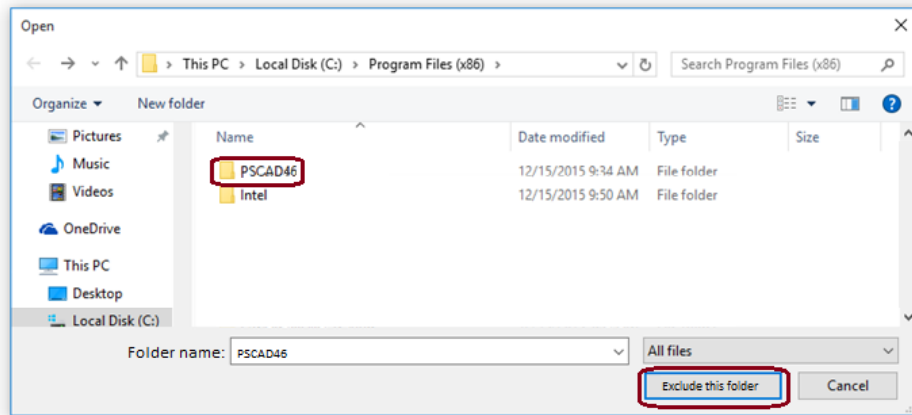 Open
This PC > Local Disk (C:) > Program Files (x86) >
Search Program Files (x86)
Organize
New folder
Name
Date modified
Type
Size
Pictures
Music
Videos
OneDrive
This PC
Desktop
Local Disk (C:)
PSCAD46 12/15/2015 9:34 AM File folder
Intel 12/15/2015 9:50 AM File folder
Folder name: PSCAD46
All files
Exclude this folder
Cancel